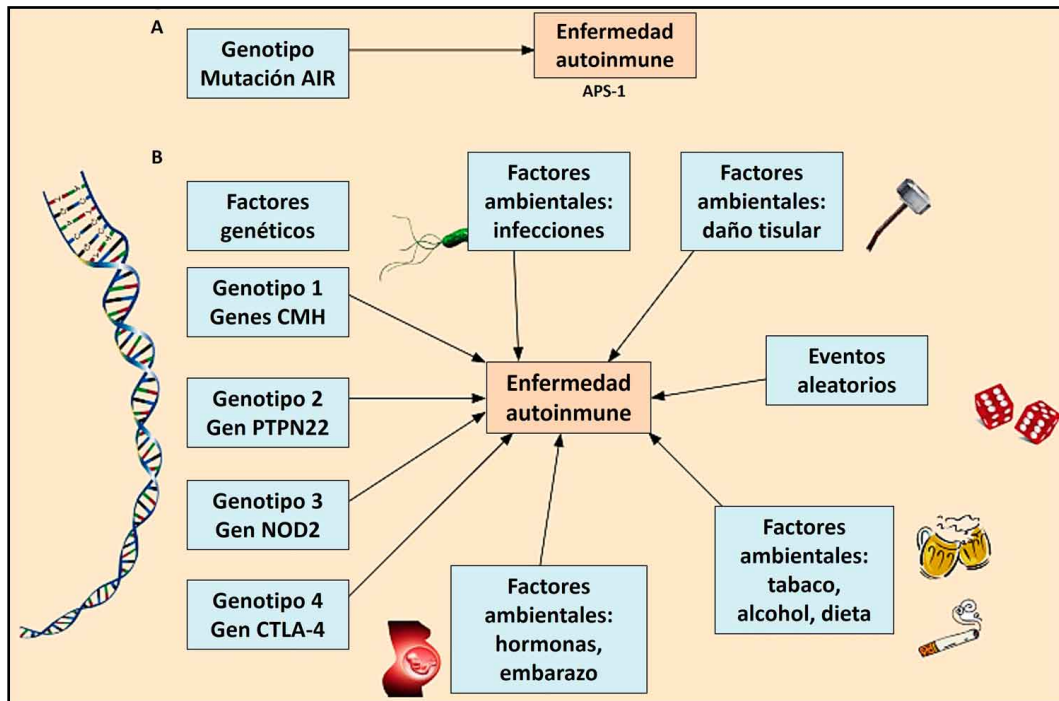 A
Genotipo
Mutación AIR
Enfermedad
autoinmune
APS-1
B
Factores
genéticos
Factores
ambientales:
infecciones
Factores
ambientales:
daño tisular
Genotipo 1
Genes CMH
Genotipo 2
Gen PTPN22
Genotipo 3
Gen NOD2
Genotipo 4
Gen CTLA-4
Enfermedad
autoinmune
Eventos
aleatorios
Factores
ambientales:
hormonas,
embarazo
Factores
ambientales:
tabaco,
alcohol, dieta